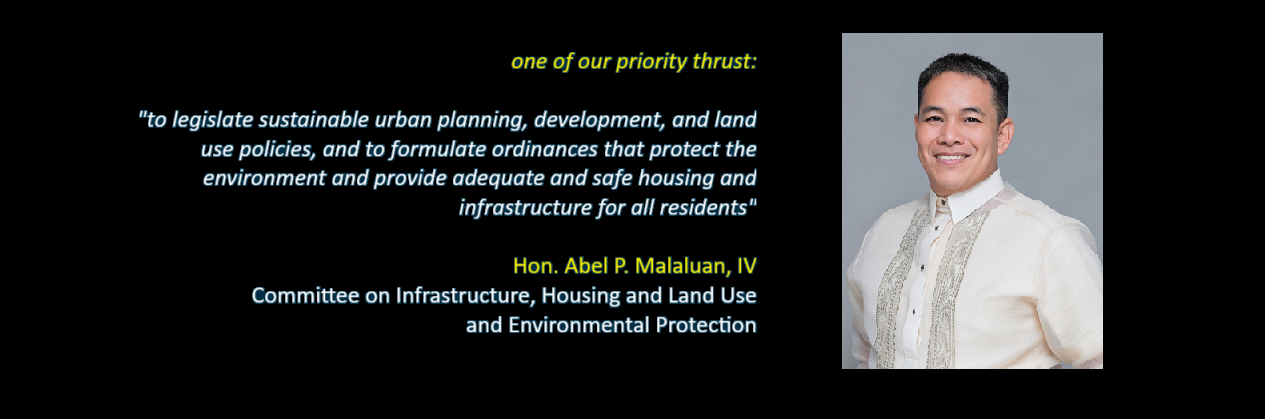 one of our priority thrust:
"to legislate sustainable urban planning, development, and land
use policies, and to formulate ordinances that protect the
environment and provide adequate and safe housing and
infrastructure for all residents"
Hon. Abel P. Malaluan, IV
Committee on Infrastructure, Housing and Land Use
and Environmental Protection